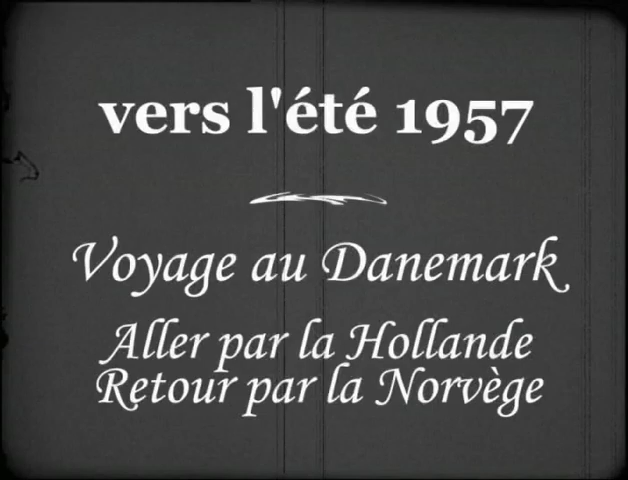 vers l'été 1957
Voyage au Danemark
Aller par la Hollande
Retour par la Norvège